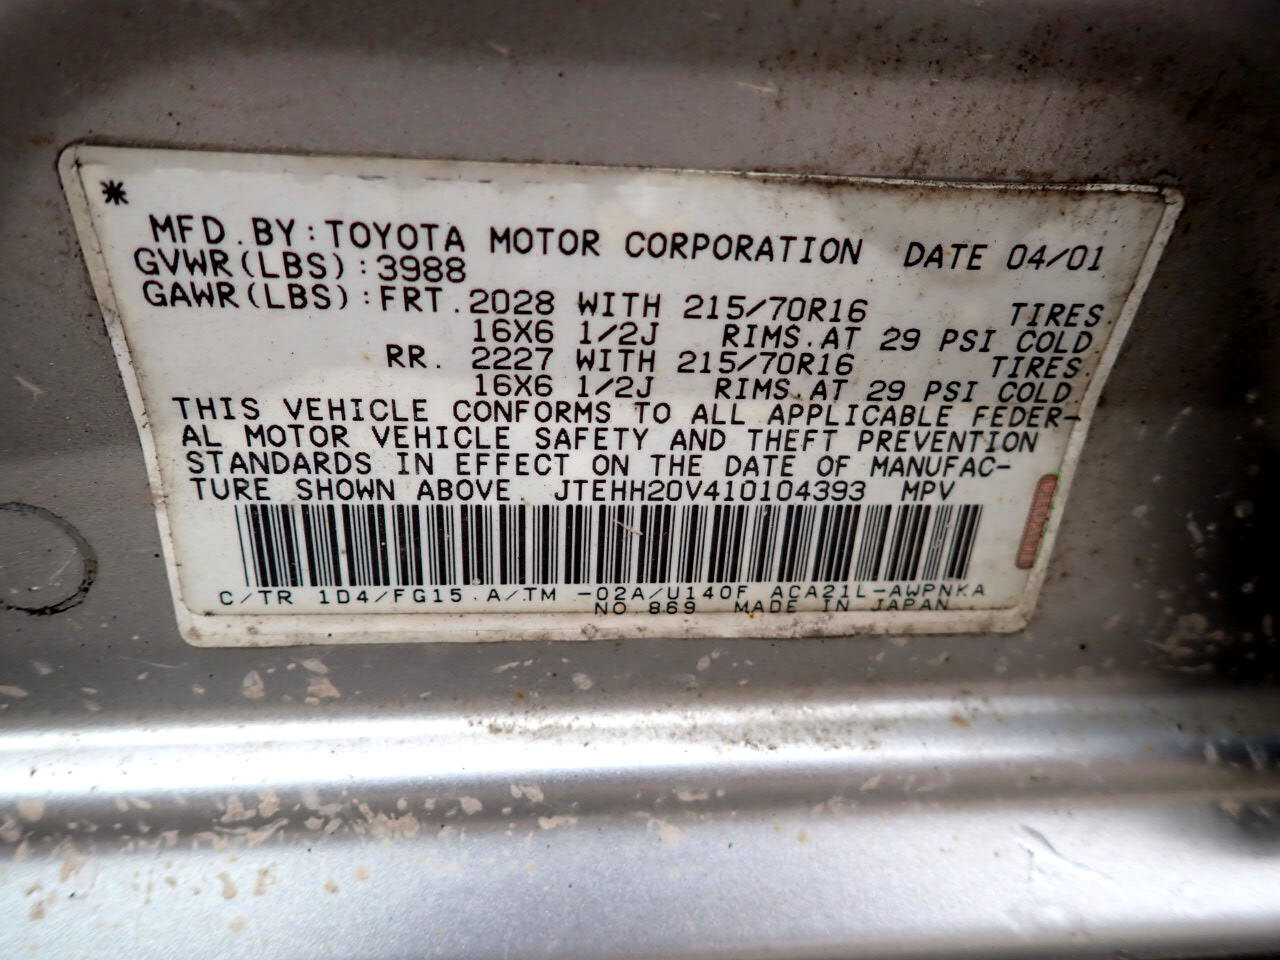 *
MFD. BY: TOYOTA MOTOR CORPORATION DATE 04/01
GVWR(LBS): 3988
GAWR(LBS): FRT. 2028 WITH 215/70R16 TIRES.
16X6 1/2J RIMS. AT 29 PSI COLD
RR. 2227 WITH 215/70R16 TIRES.
16X6 1/2J RIMS. AT 29 PSI COLD.
THIS VEHICLE CONFORMS TO ALL APPLICABLE FEDER-
AL MOTOR VEHICLE SAFETY AND THEFT PREVENTION
STANDARDS IN EFFECT ON THE DATE OF MANUFAC-
TURE SHOWN ABOVE. JTEHH20V410104393 MPV
C/TR 1D4/FG15. A/TM -02A/U140F ACA21L-AWPNKA
NO. 869 MADE IN JAPAN